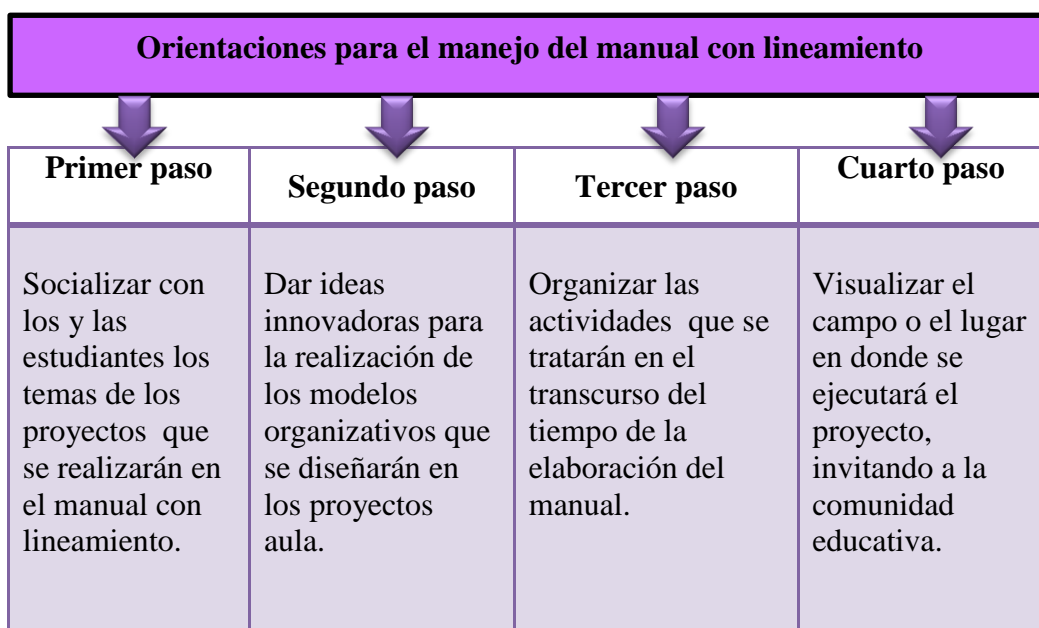 Orientaciones para el manejo del manual con lineamiento
Primer paso
Socializar con
los y las
estudiantes los
temas de los
proyectos que
se realizarán en
el manual con
lineamiento.
Segundo paso
Dar ideas
innovadoras para
la realización de
los modelos
organizativos que
se diseñarán en
los proyectos
aula.
Tercer paso
Organizar las
actividades que se
tratarán en el
transcurso del
tiempo de la
elaboración del
manual.
Cuarto paso
Visualizar el
campo o el lugar
en donde se
ejecutará el
proyecto,
invitando a la
comunidad
educativa.